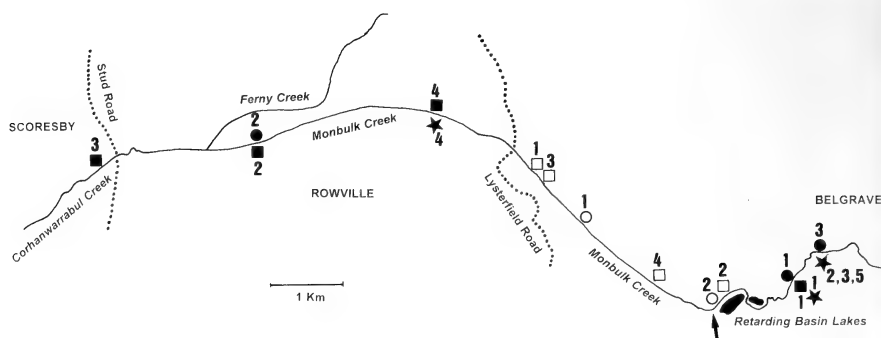 Stud Road
Ferny Creek
4
2
SCORESBY
Monbulk Creek
3
4
1
3
2
ROWVILLE
Corhanwarrabul Creek
Lysterfield Road
1
BELGRAVE
3
1 Km
Monbulk Creek
4
2
2
1
2,3,5
1
1
Retarding Basin Lakes